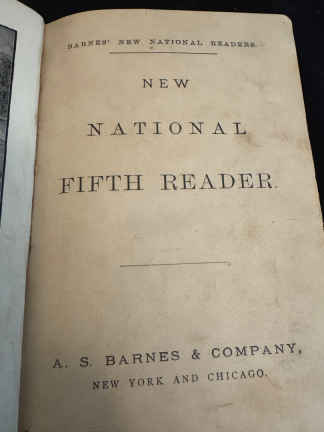 BARNES' NEW NATIONAL READERS.
NEW
NATIONAL
FIFTH READER.
A. S. BARNES & COMPANY,
NEW YORK AND CHICAGO.